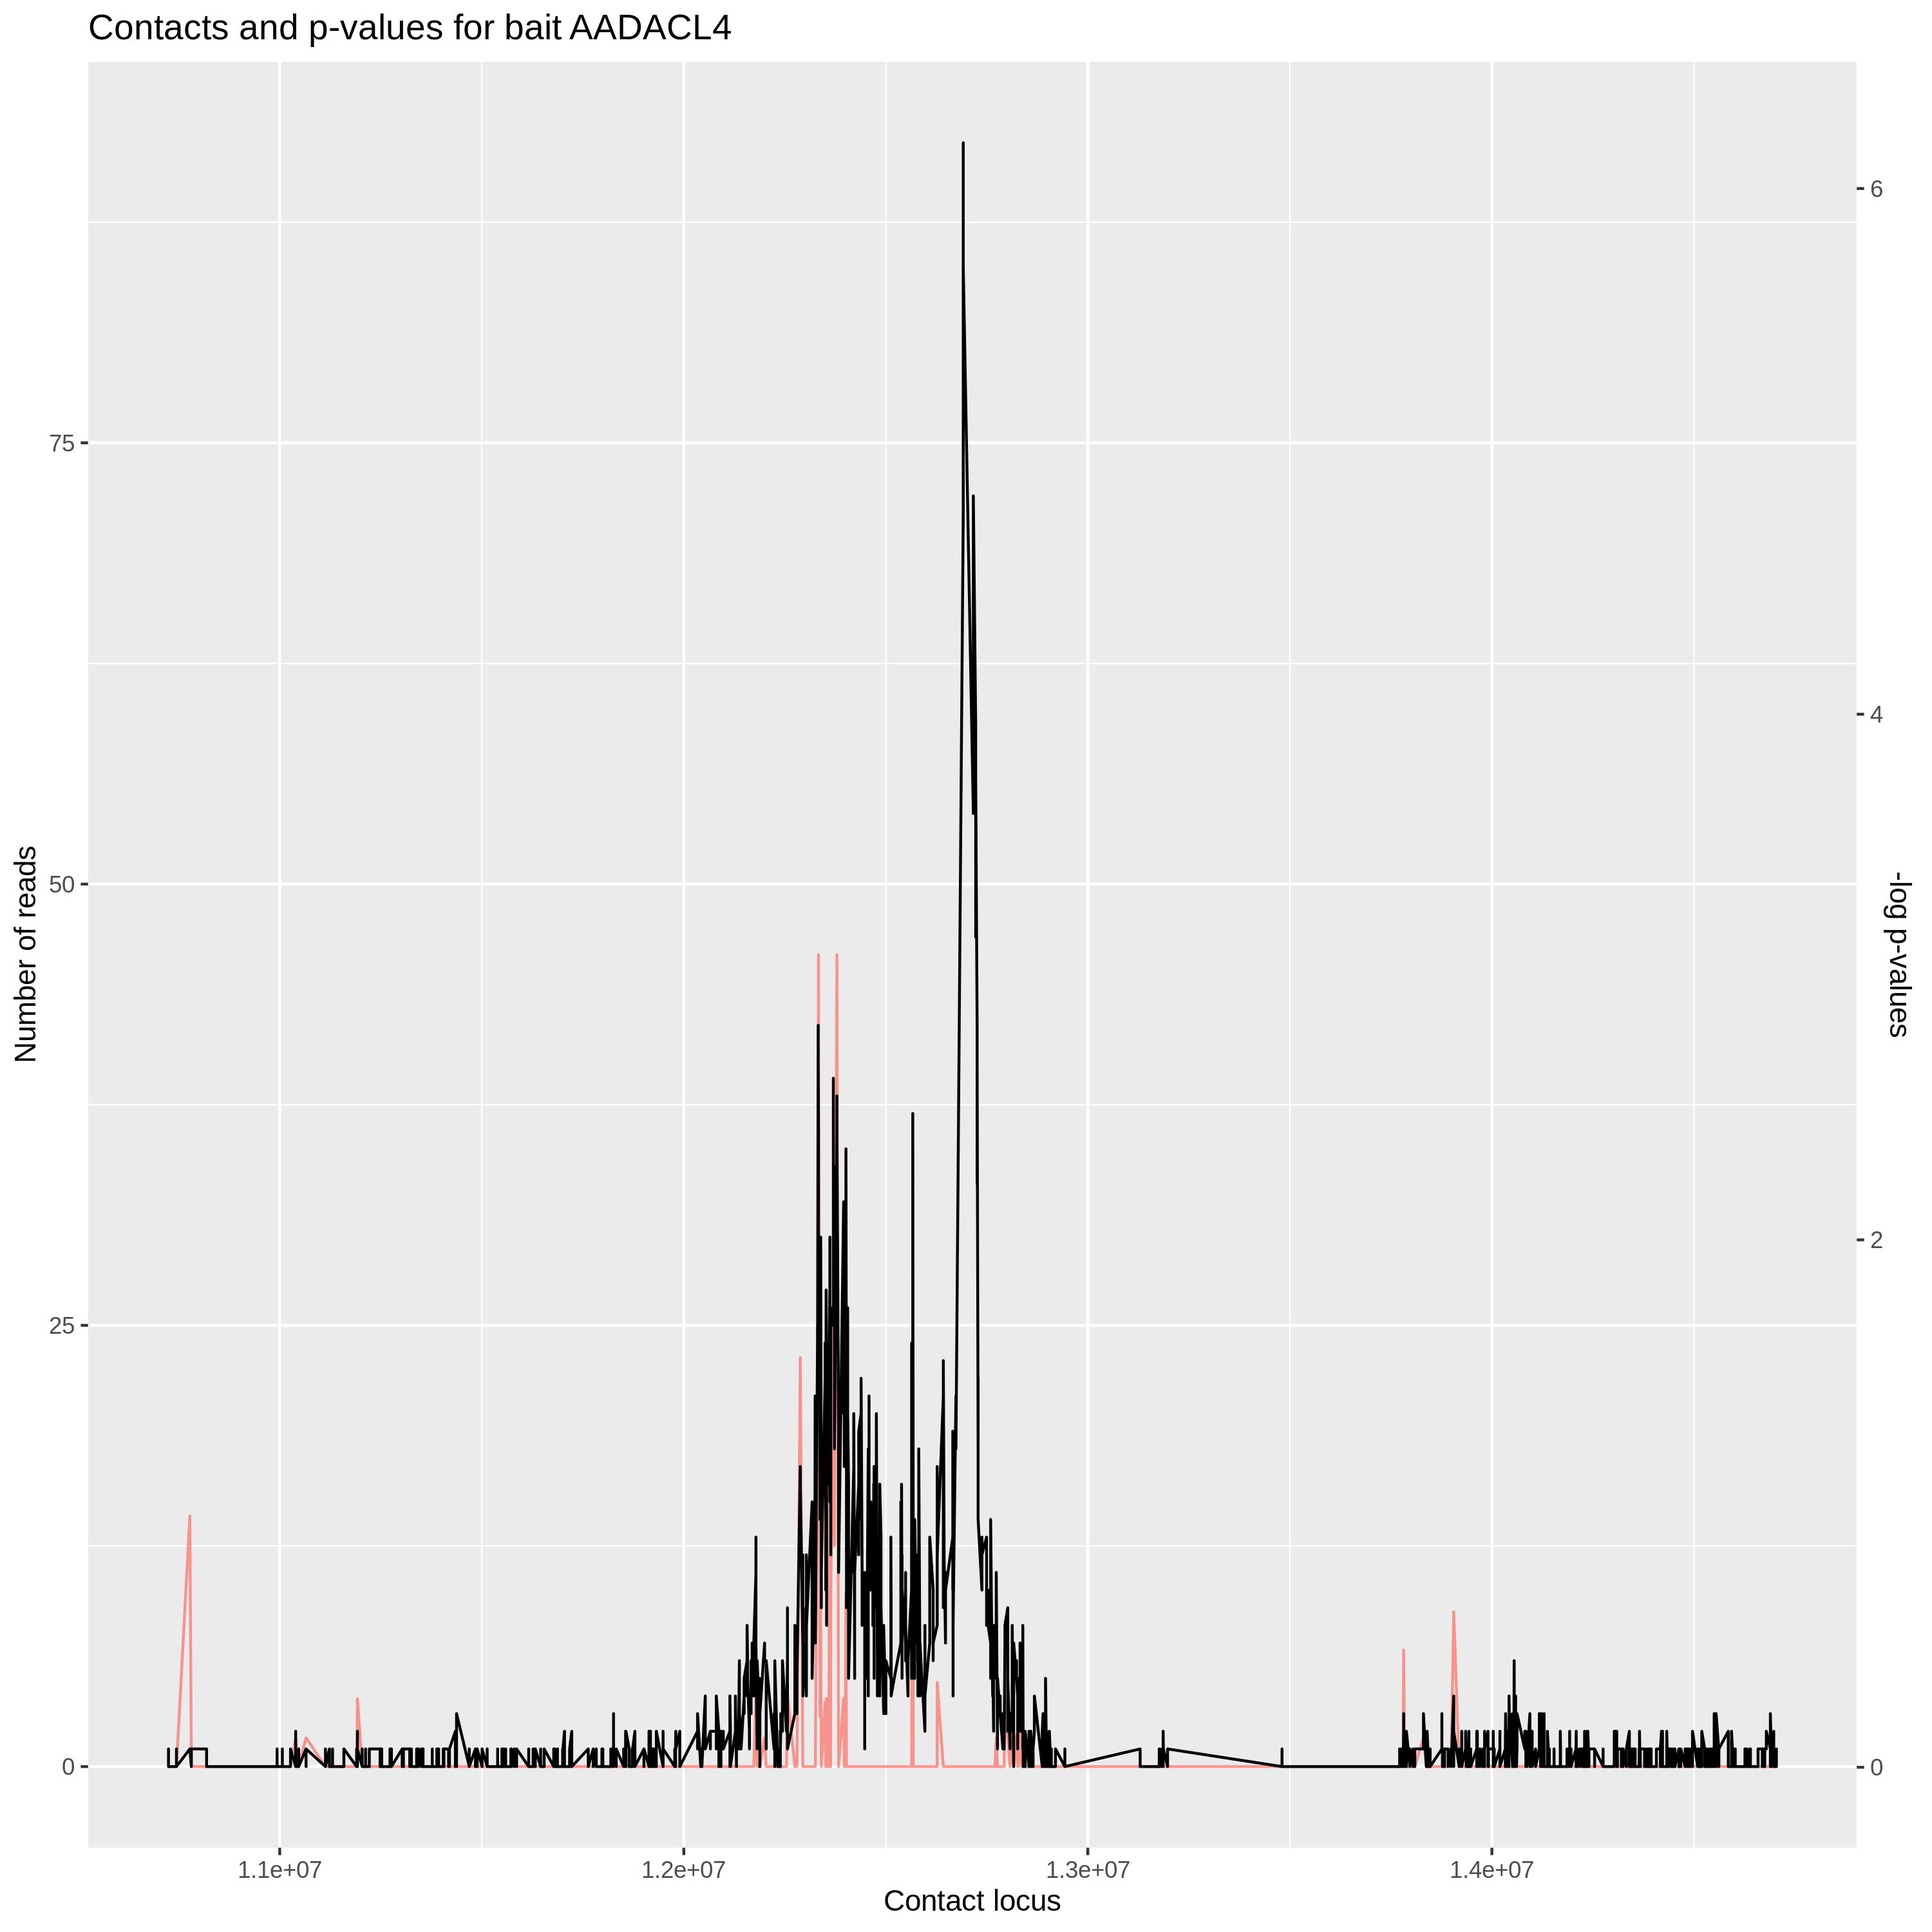 Contacts and p-values for bait AADACL4
Number of reads
75
50
25
0
6
4
2
0
-log p-values
1.1e+07
1.2e+07
1.3e+07
1.4e+07
Contact locus